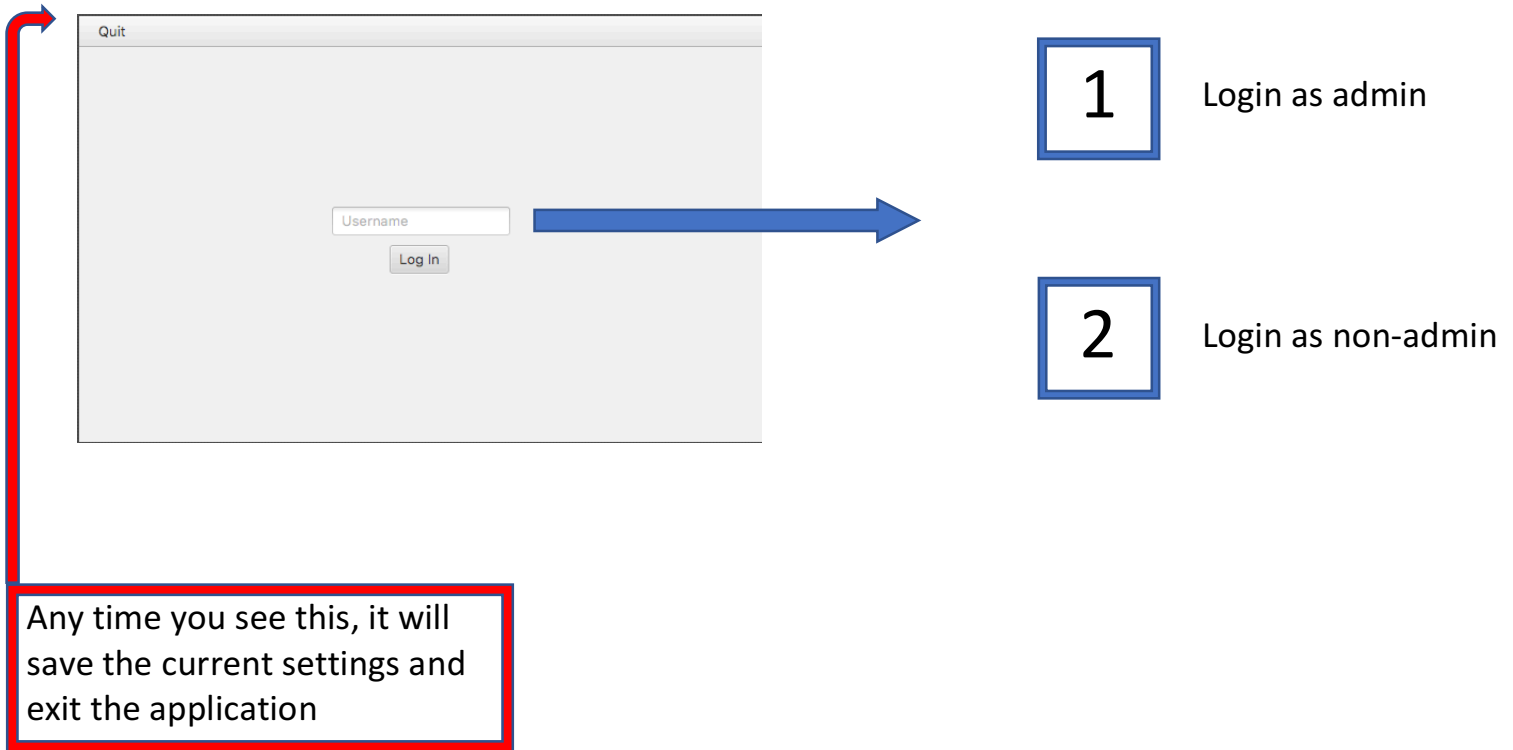 Quit
Username
Log In
1
Login as admin
2
Login as non-admin
Any time you see this, it will
save the current settings and
exit the application